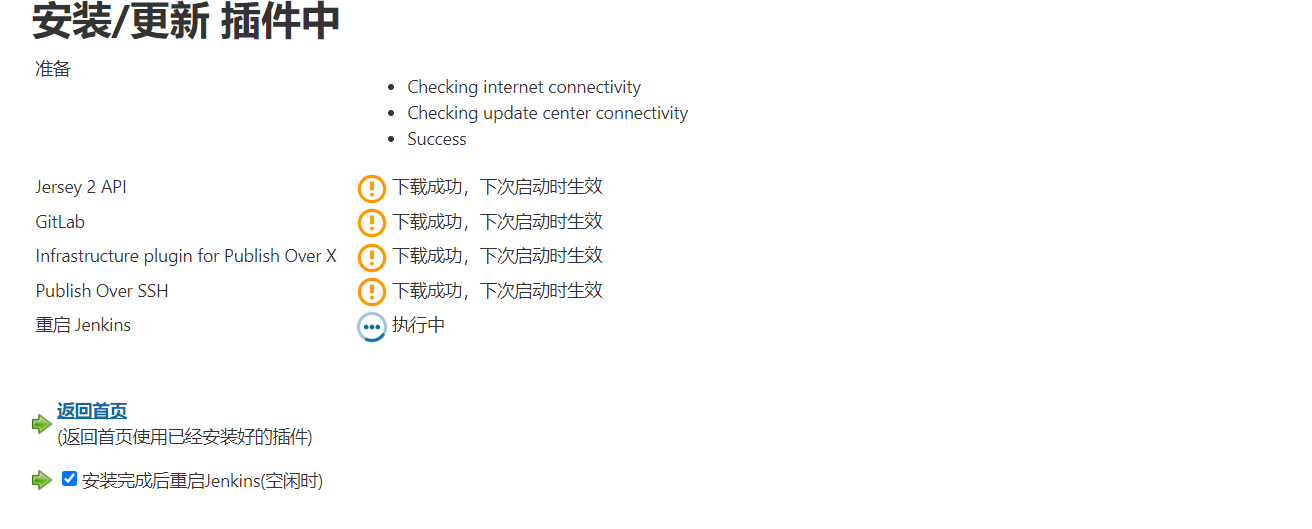 安装/更新 插件中
准备
Checking internet connectivity
Checking update center connectivity
Success
Jersey 2 API 下载成功，下次启动时生效
GitLab 下载成功，下次启动时生效
Infrastructure plugin for Publish Over X 下载成功，下次启动时生效
Publish Over SSH 下载成功，下次启动时生效
重启 Jenkins 执行中
返回首页
(返回首页使用已经安装好的插件)
安装完成后重启Jenkins(空闲时)